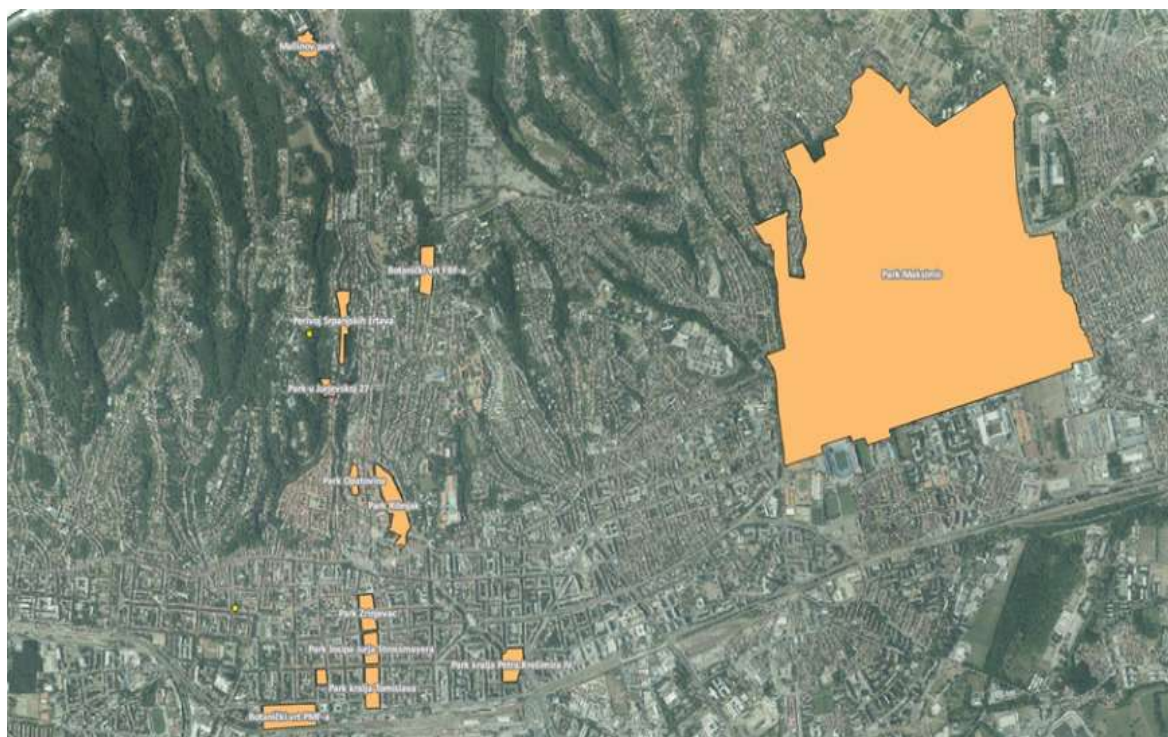 Mallinov park
Botanički vrt FBF-a
Park Maksimir
Perivoj Srpanjskih žrtava
Park u Jurjevskoj 27
Park Opatovina
Park Ribnjak
Park Zrinjevac
Park Josipa Jurja Strossmayera
Park kralja Petra Krešimira IV
Park kralja Tomislava
Botanički vrt PMF-a